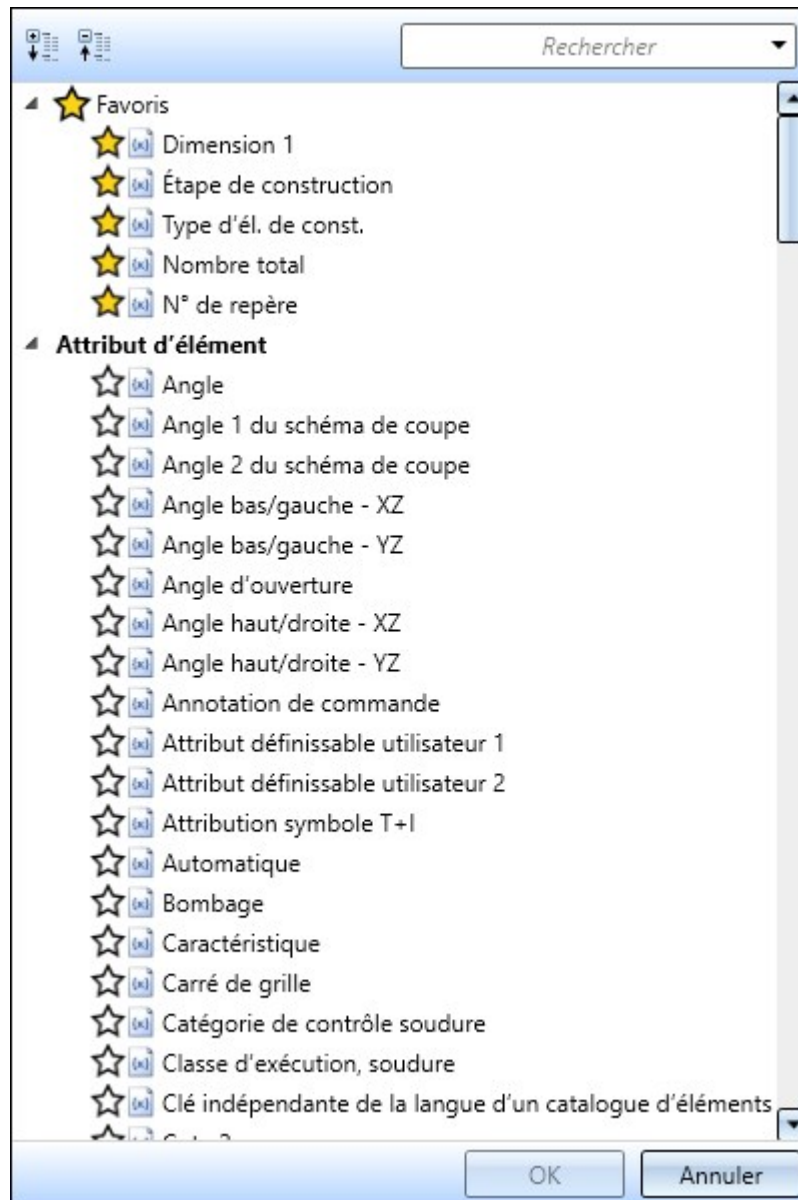 Rechercher
Favoris
Dimension 1
Étape de construction
Type d'él. de const.
Nombre total
N° de repère
Attribut d'élément
Angle
Angle 1 du schéma de coupe
Angle 2 du schéma de coupe
Angle bas/gauche - XZ
Angle bas/gauche - YZ
Angle d'ouverture
Angle haut/droite - XZ
Angle haut/droite - YZ
Annotation de commande
Attribut définissable utilisateur 1
Attribut définissable utilisateur 2
Attribution symbole T+I
Automatique
Bombage
Caractéristique
Carré de grille
Catégorie de contrôle soudure
Classe d'exécution, soudure
Clé indépendante de la langue d'un catalogue d'éléments
OK
Annuler